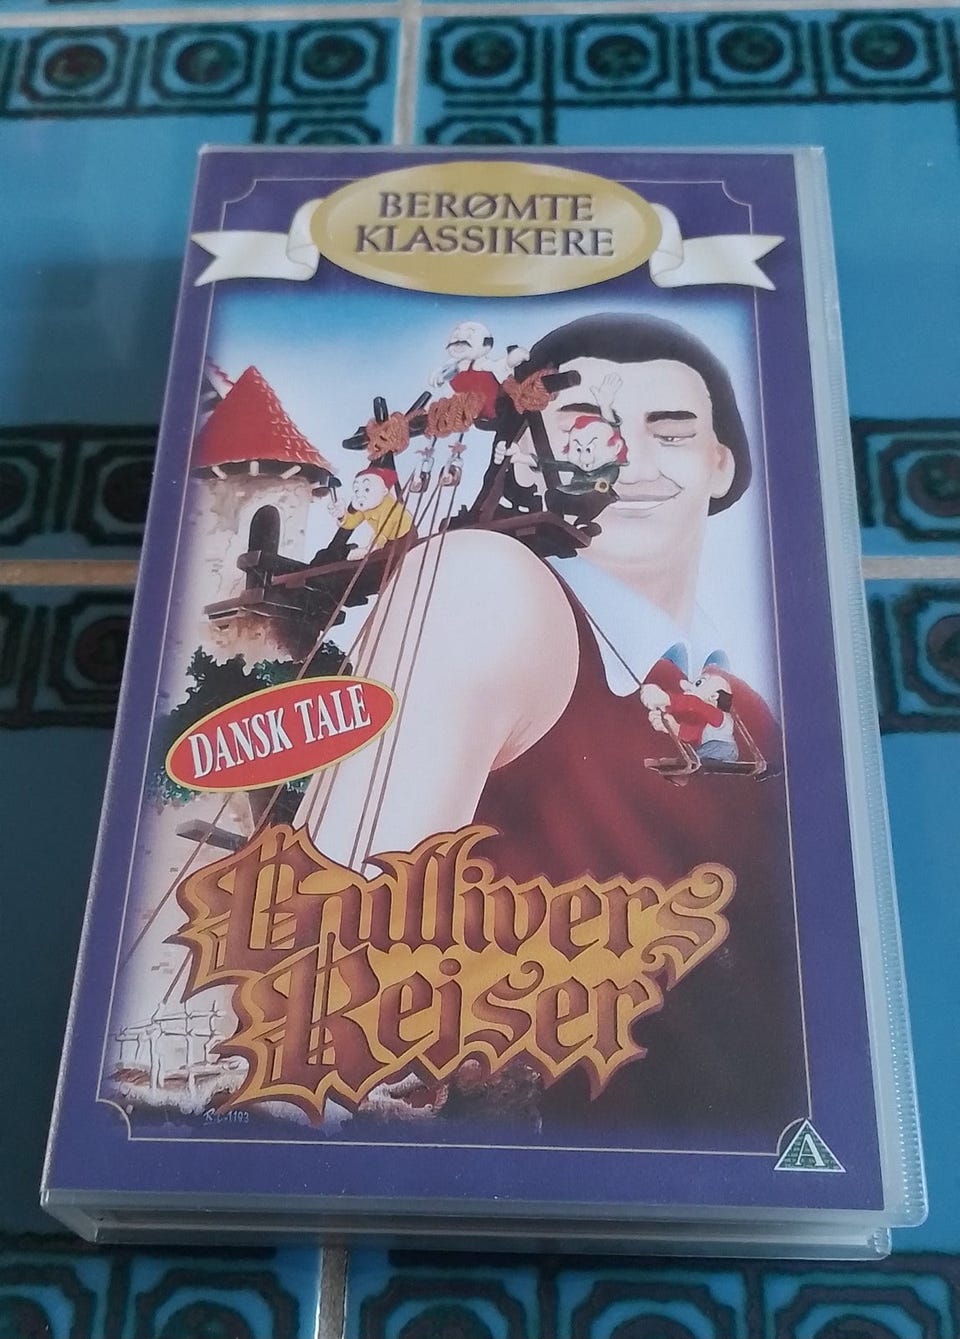 BERØMTE
KLASSIKERE
DANSK TALE
Gullivers
Rejser
A